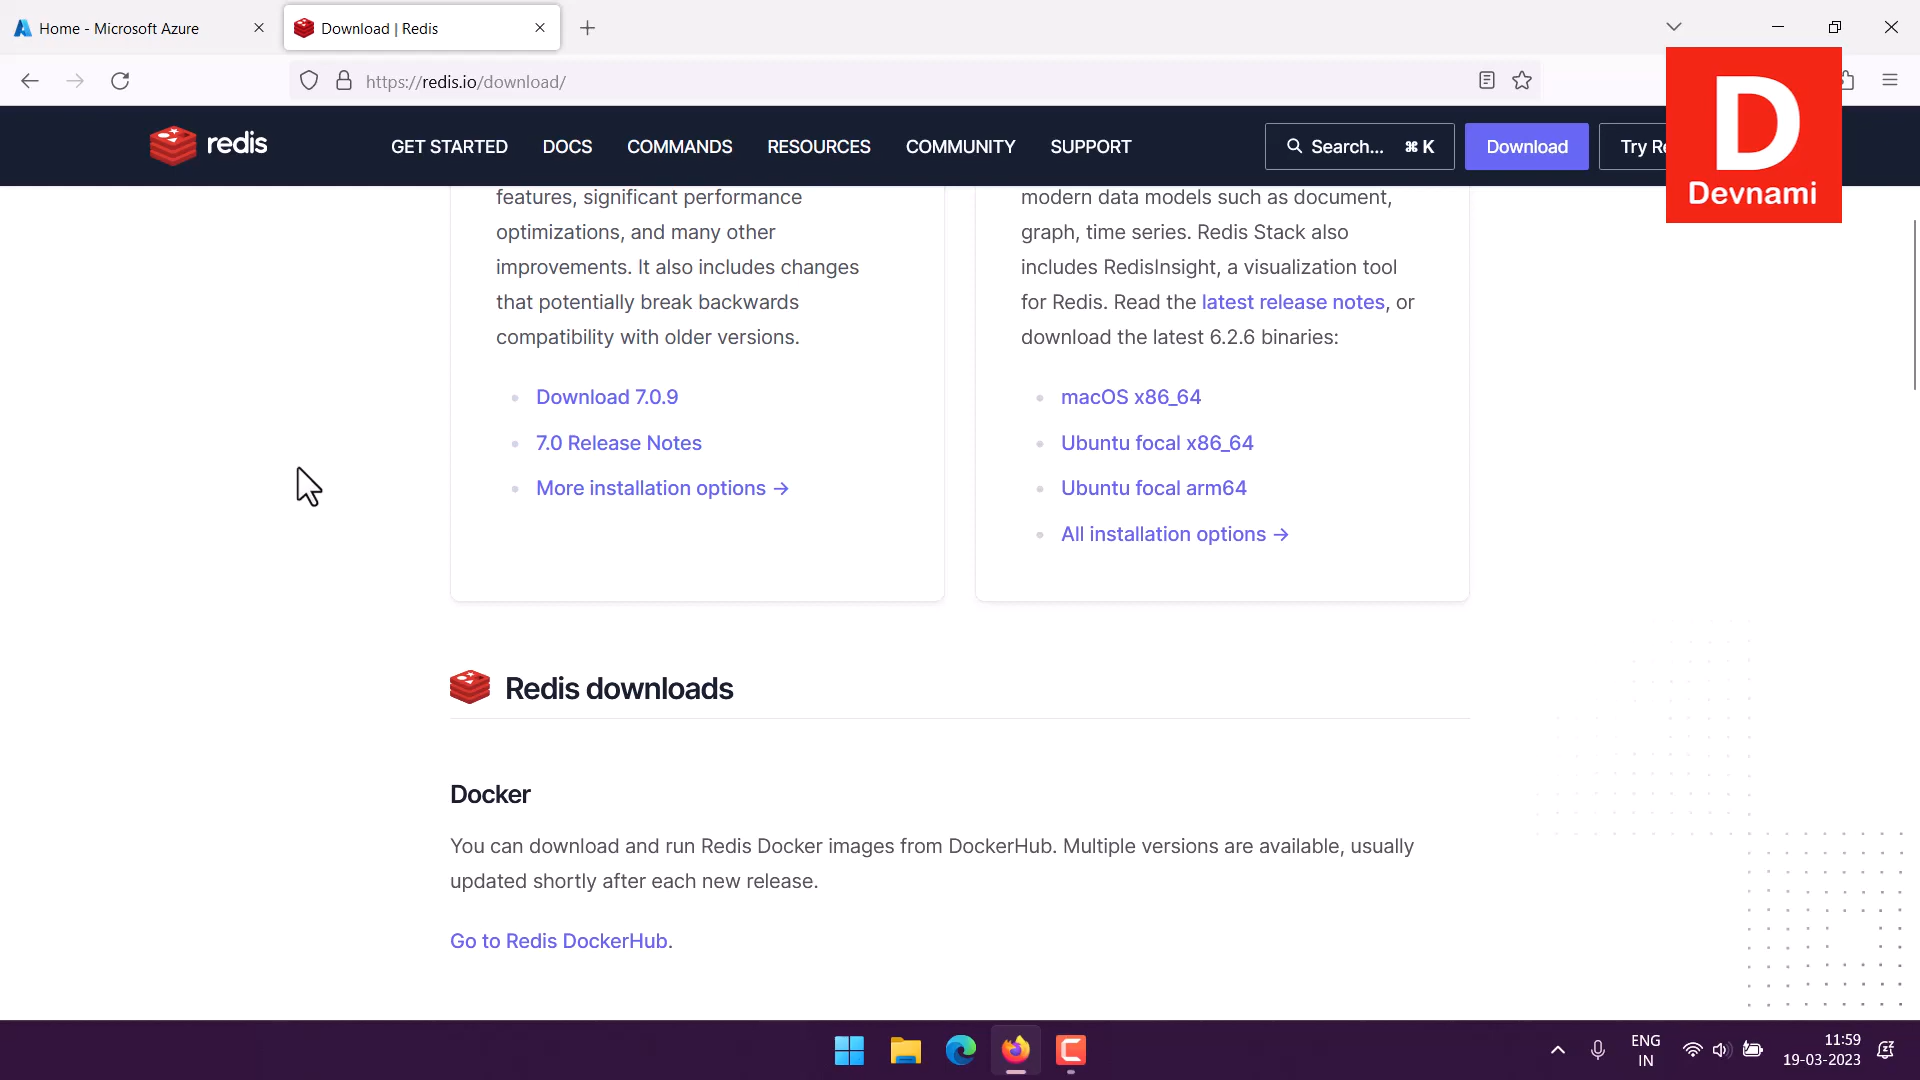 Home - Microsoft Azure
Download | Redis
https://redis.io/download/
redis
GET STARTED
DOCS
COMMANDS
RESOURCES
COMMUNITY
SUPPORT
Search... ⌘ K
Download
Try Re
D
Devnami
features, significant performance
optimizations, and many other
improvements. It also includes changes
that potentially break backwards
compatibility with older versions.
Download 7.0.9
7.0 Release Notes
More installation options →
modern data models such as document,
graph, time series. Redis Stack also
includes RedisInsight, a visualization tool
for Redis. Read the latest release notes, or
download the latest 6.2.6 binaries:
macOS x86_64
Ubuntu focal x86_64
Ubuntu focal arm64
All installation options →
Redis downloads
Docker
You can download and run Redis Docker images from DockerHub. Multiple versions are available, usually
updated shortly after each new release.
Go to Redis DockerHub.
ENG
IN
11:59
19-03-2023